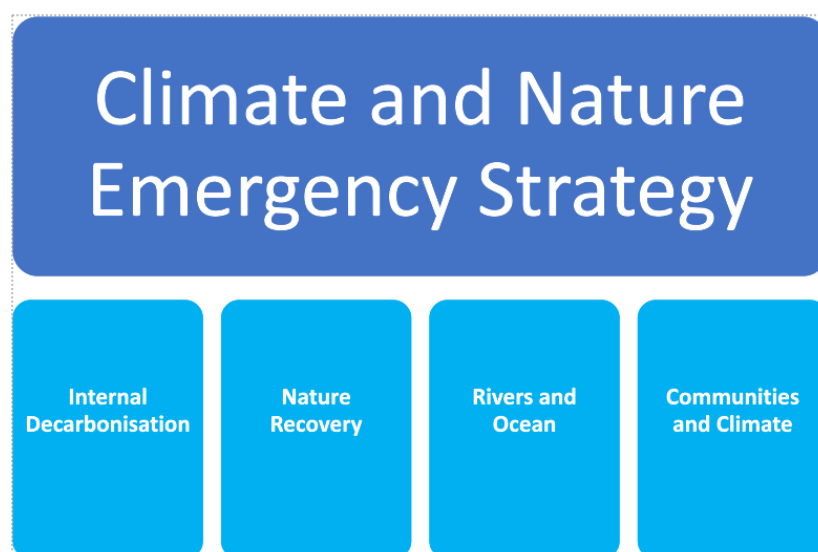 Climate and Nature
Emergency Strategy
Internal
Decarbonisation
Nature
Recovery
Rivers and
Ocean
Communities
and Climate